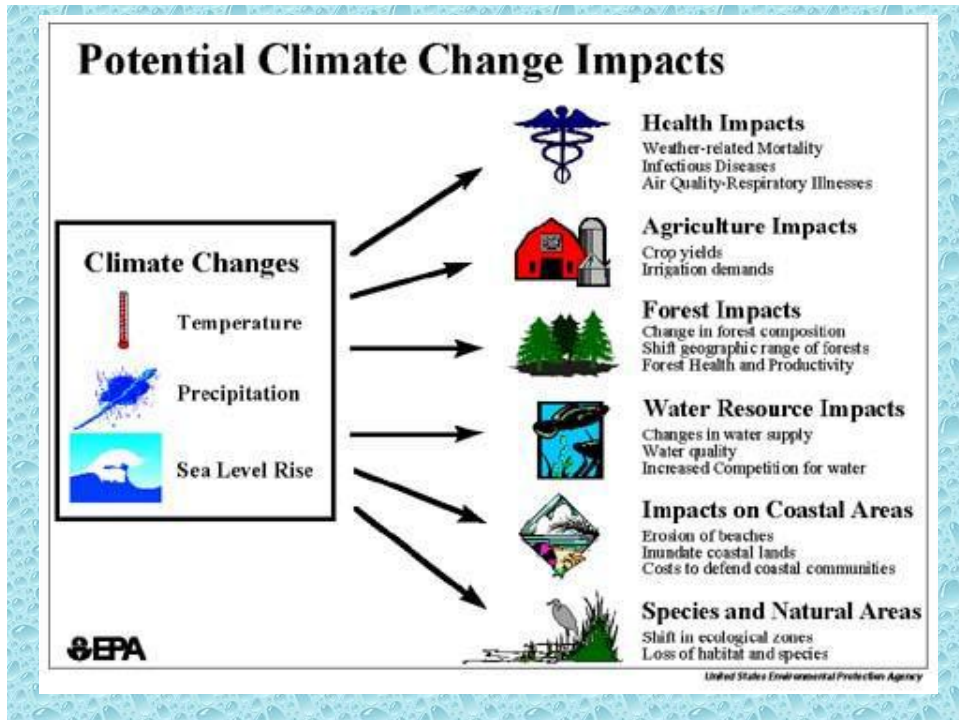 Potential Climate Change Impacts
Climate Changes
Temperature
Precipitation
Sea Level Rise
Health Impacts
Weather-related Mortality
Infectious Diseases
Air Quality-Respiratory Illnesses
Agriculture Impacts
Crop yields
Irrigation demands
Forest Impacts
Change in forest composition
Shift geographic range of forests
Forest Health and Productivity
Water Resource Impacts
Changes in water supply
Water quality
Increased Competition for water
Impacts on Coastal Areas
Erosion of beaches
Inundate coastal lands
Costs to defend coastal communities
Species and Natural Areas
Shift in ecological zones
Loss of habitat and species
EPA
United States Environmental Protection Agency